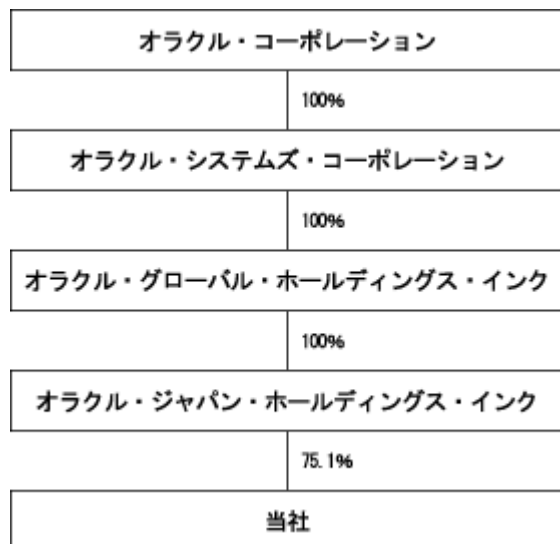 オラクル・コーポレーション
100%
オラクル・システムズ・コーポレーション
100%
オラクル・グローバル・ホールディングス・インク
100%
オラクル・ジャパン・ホールディングス・インク
75.1%
当社